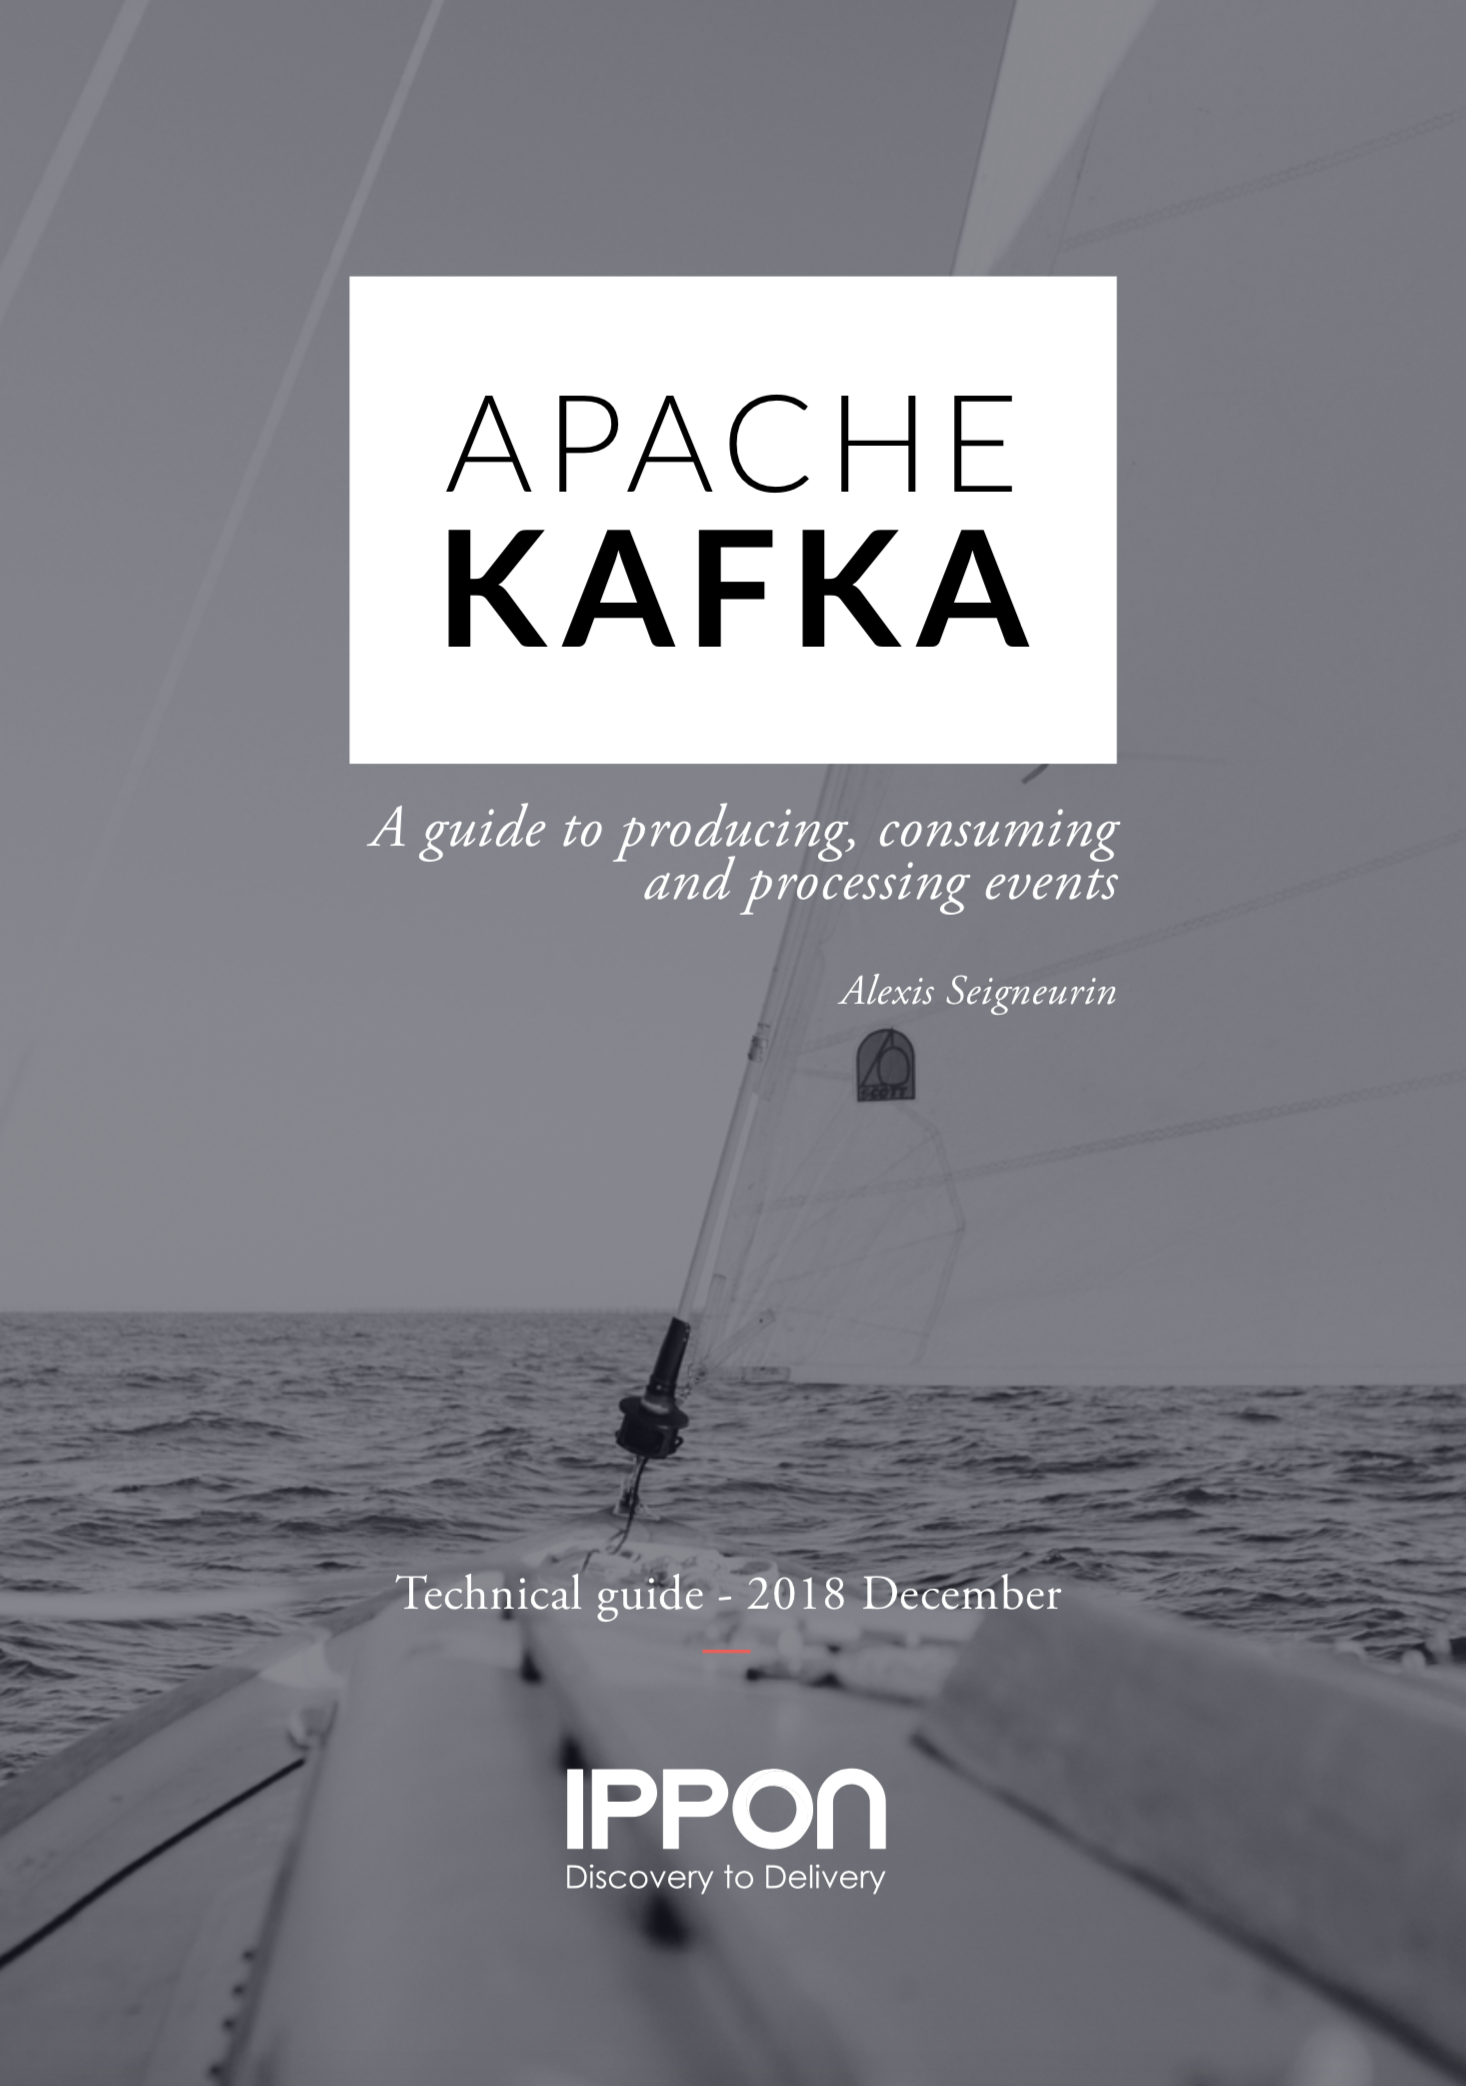 APACHE
KAFKA
A guide to producing, consuming
and processing events
Alexis Seigneurin
SCOTT
Technical guide - 2018 December
IPPON
Discovery to Delivery